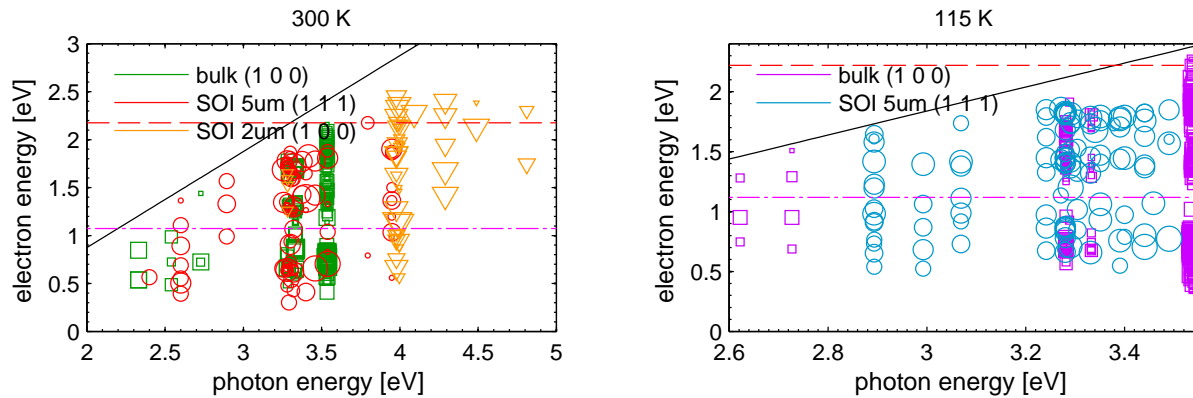 300 K
electron energy [eV]
3
2.5
2
1.5
1
0.5
0
bulk (1 0 0)
SOI 5um (1 1 1)
SOI 2um (1 0 0)
2 2.5 3 3.5 4 4.5 5
photon energy [eV]
115 K
electron energy [eV]
2
1.5
1
0.5
0
bulk (1 0 0)
SOI 5um (1 1 1)
2.6 2.8 3 3.2 3.4
photon energy [eV]